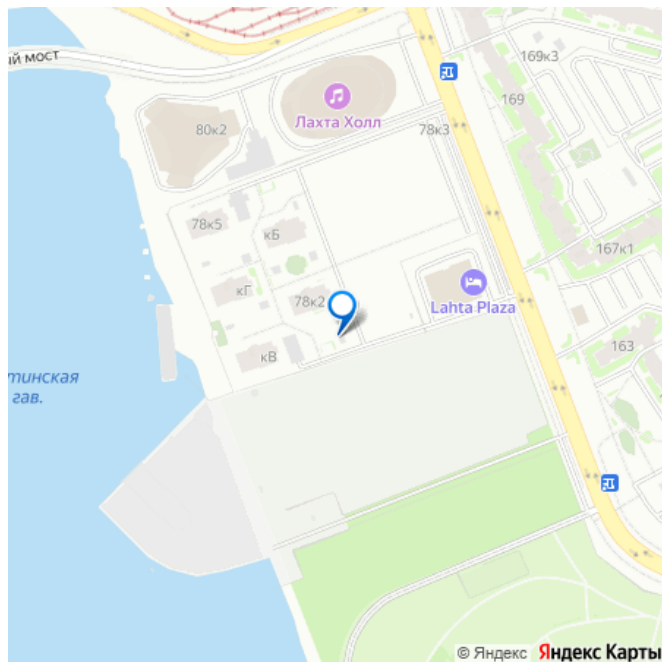 ый мост
169к3
169
Лахта Холл
80к2
78к3
78к5
кБ
167к1
кГ
78к2
Lahta Plaza
163
кВ
тинская
гав.
© Яндекс Яндекс Карты